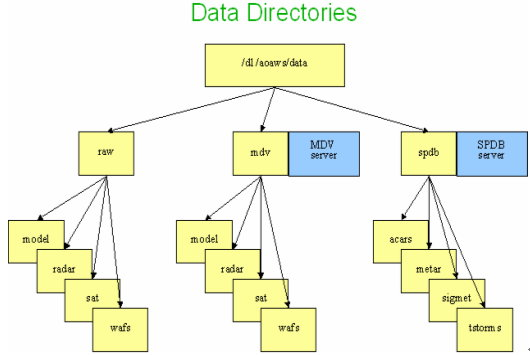 Data Directories
/d1/aoaws/data
raw
mdv
MDV
server
spdb
SPDB
server
model
radar
sat
wafs
model
radar
sat
wafs
acars
metar
sigmet
tstorms